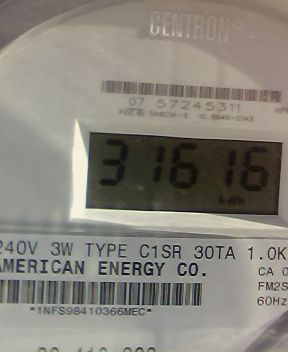 CENTRON
07 57245311
31616
kWh
240V 3W TYPE C1SR 30TA 1.0K
AMERICAN ENERGY CO.
CA 0
FM2S
60Hz
*1NFS98410366MEC*